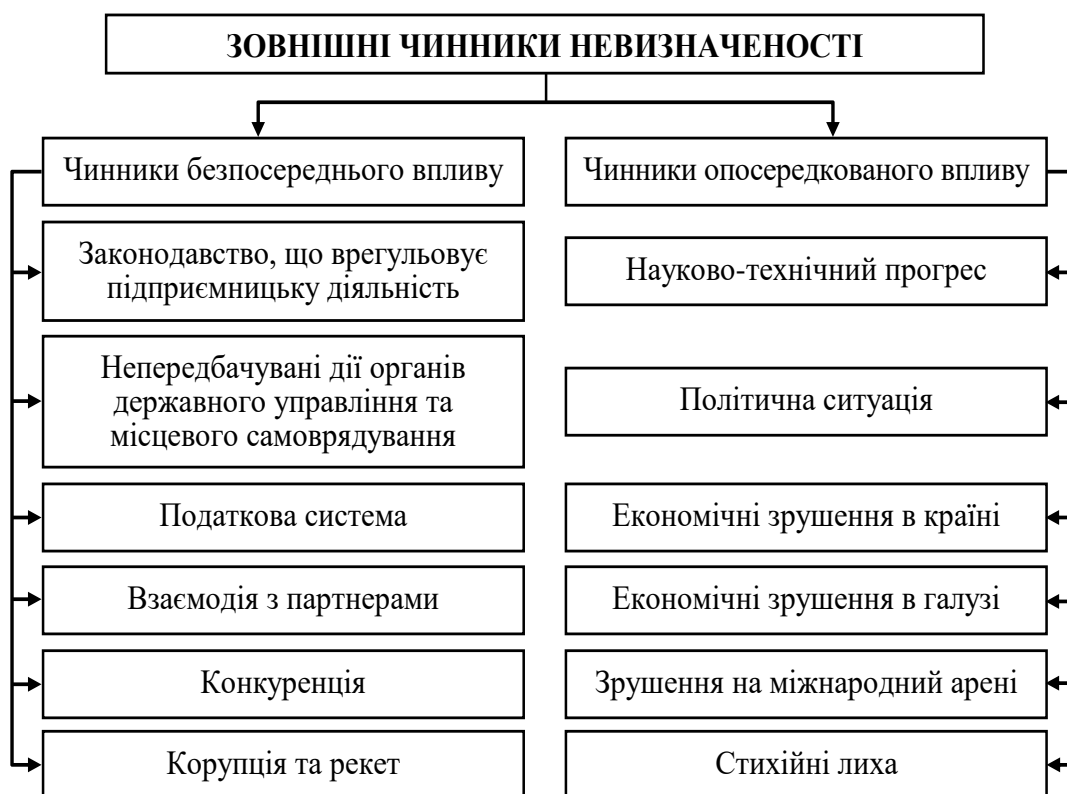 ЗОВНІШНІ ЧИННИКИ НЕВИЗНАЧЕНОСТІ
Чинники безпосереднього впливу
Законодавство, що врегульовує
підприємницьку діяльність
Непередбачувані дії органів
державного управління та
місцевого самоврядування
Податкова система
Взаємодія з партнерами
Конкуренція
Корупція та рекет
Чинники опосередкованого впливу
Науково-технічний прогрес
Політична ситуація
Економічні зрушення в країні
Економічні зрушення в галузі
Зрушення на міжнародний арені
Стихійні лиха